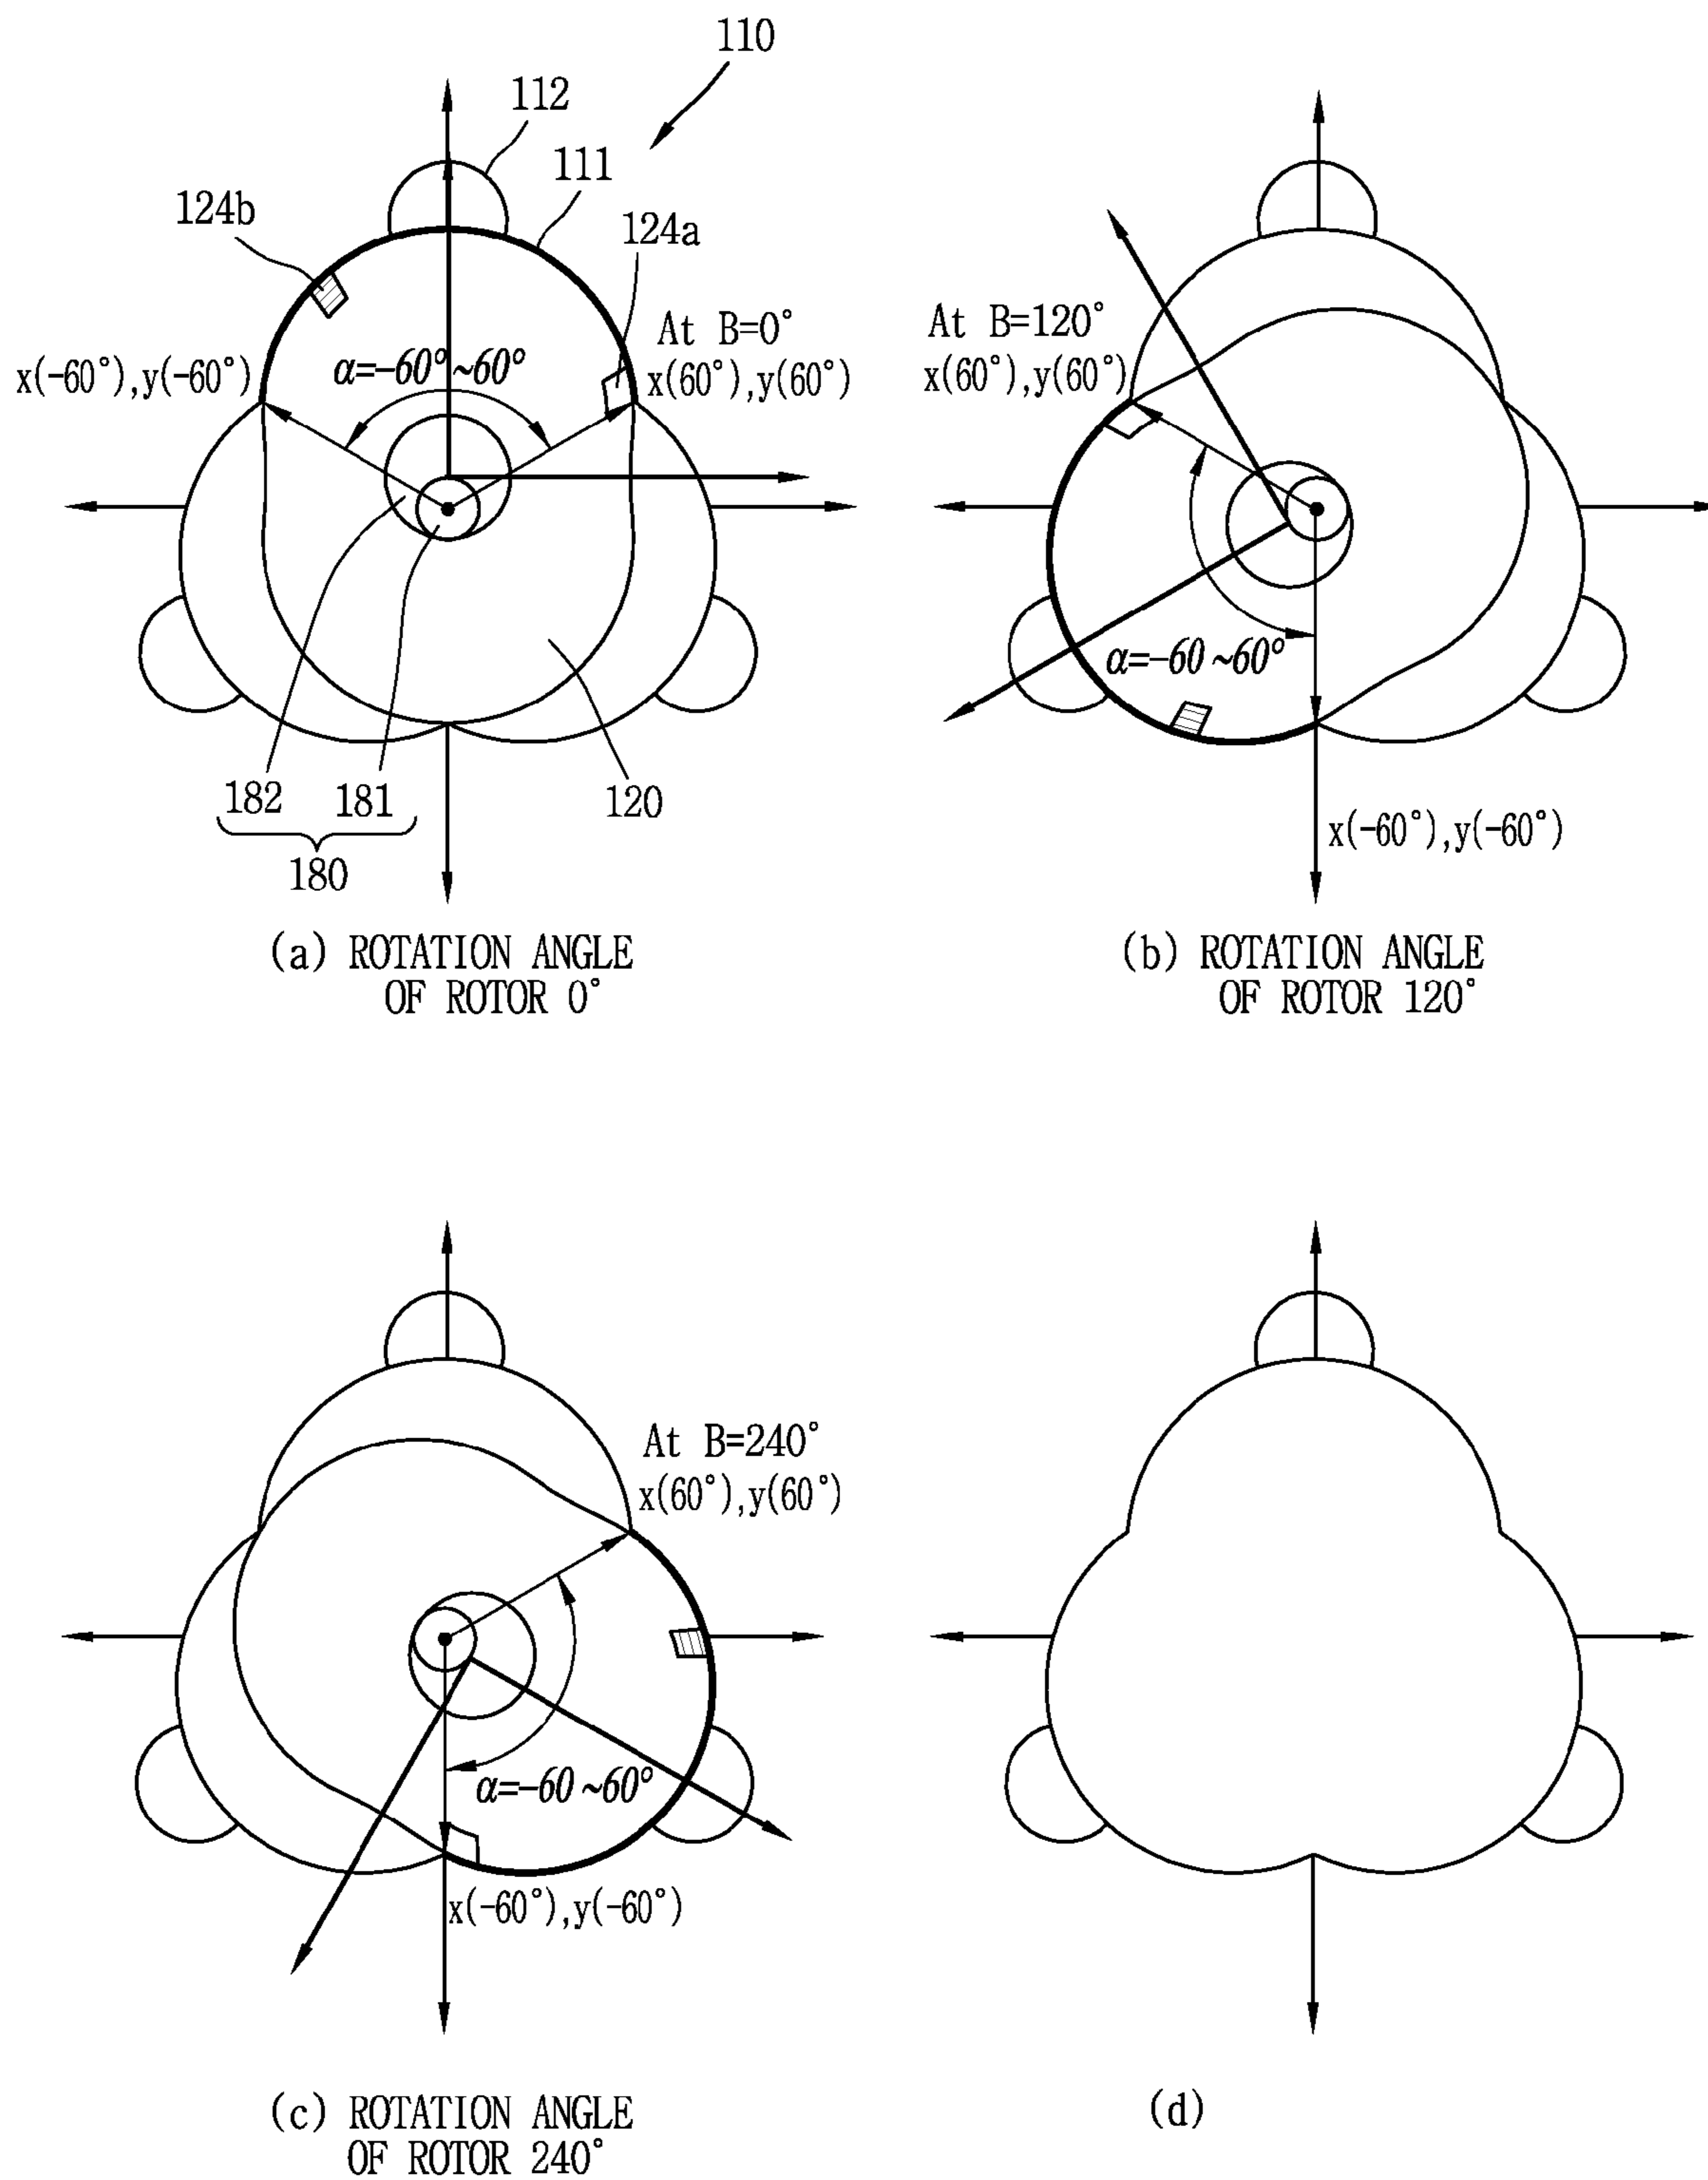 110
112
111
124b
124a
At B=0°
x(-60°),y(-60°)
α=-60°~60°
x(60°),y(60°)
182
181
120
180
(a) ROTATION ANGLE
OF ROTOR 0°
At B=120°
x(60°),y(60°)
α=-60~60°
x(-60°),y(-60°)
(b) ROTATION ANGLE
OF ROTOR 120°
At B=240°
x(60°),y(60°)
α=-60~60°
x(-60°),y(-60°)
(c) ROTATION ANGLE
OF ROTOR 240°
(d)